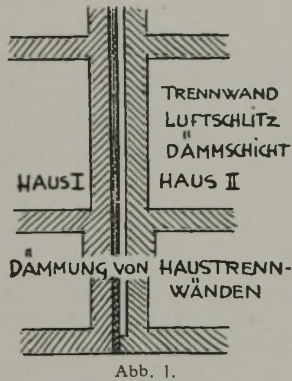 TRENNWAND
LUFTSCHLITZ
DÄMMSCHICHT
HAUS I HAUS II
DÄMMUNG VON HAUSTRENN-
WÄNDEN
Abb. 1.